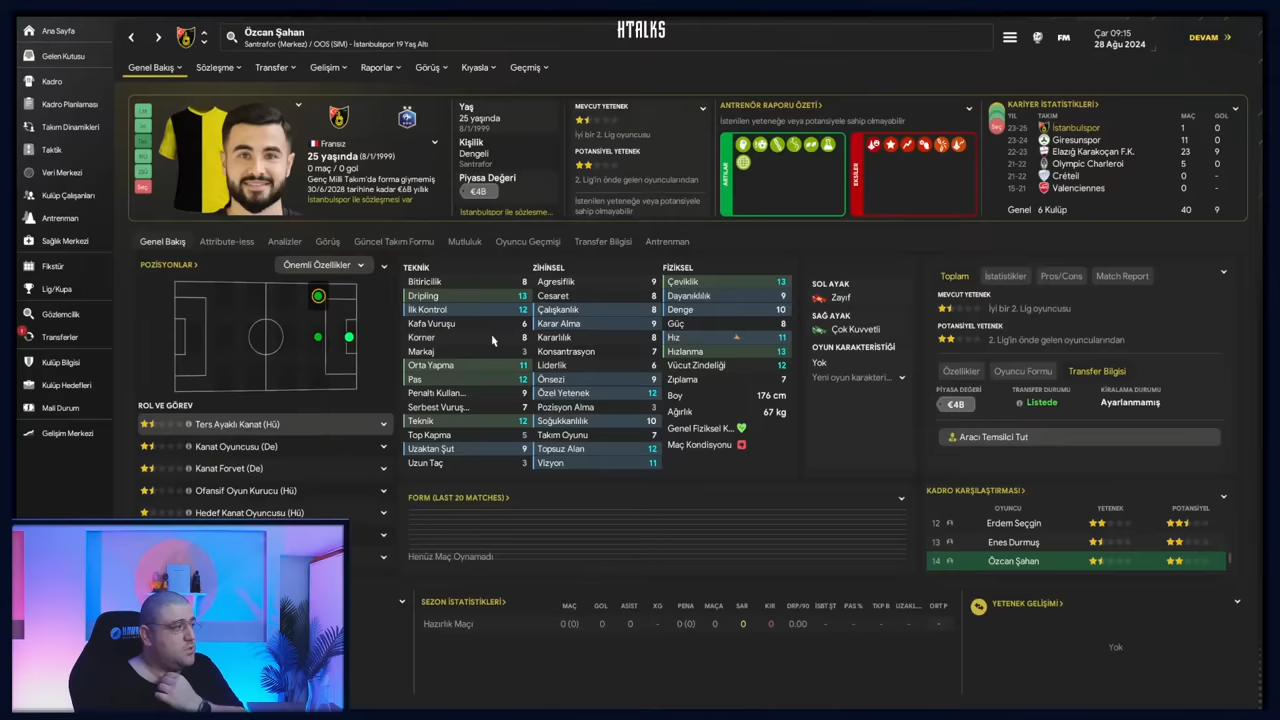 HTALKS
Ana Sayfa
Gelen Kutusu
Kadro
Kadro Planlaması
Takım Dinamikleri
Taktik
Veri Merkezi
Kulüp Çalışanları
Antrenman
Sağlık Merkezi
Fikstür
Lig/Kupa
Gözlemcilik
1
Transferler
Kulüp Bilgisi
Kulüp Hedefleri
Mali Durum
Gelişim Merkezi
Özcan Şahan
Santrafor (Merkez) / OOS (SİM) - İstanbulspor 19 Yaş Altı
FM
Çar 09:15
28 Ağu 2024
DEVAM
Genel Bakış
Sözleşme
Transfer
Gelişim
Raporlar
Görüş
Kıyasla
Geçmiş
Seç
Fransız
25 yaşında (8/1/1999)
0 maç / 0 gol
Genç Milli Takım'da forma giymemiş
30/6/2028 tarihine kadar €6B yıllık
İstanbulspor ile sözleşmesi var
Yaş
25 yaşında
8/1/1999
Kişilik
Dengeli
Santrafor
Piyasa Değeri
€4B
İstanbulspor ile sözleşme...
MEVCUT YETENEK
İyi bir 2. Lig oyuncusu
POTANSİYEL YETENEK
2. Lig'in önde gelen oyuncularından
İstenilen yeteneğe veya potansiyele sahip olmayabilir
ANTRENÖR RAPORU ÖZETİ
İstenilen yeteneğe veya potansiyele sahip olmayabilir
ARTILAR
EKSİLER
Seç
KARİYER İSTATİSTİKLERİ
YIL TAKIM MAÇ GOL
23-25 İstanbulspor 1 0
23-24 Giresunspor 11 0
22-23 Elazığ Karakoçan F.K. 23 9
21-22 Olympic Charleroi 5 0
21-22 Créteil 0 -
15-21 Valenciennes 0 -
Genel 6 Kulüp 40 9
Genel Bakış
Attribute-less
Analizler
Görüş
Güncel Takım Formu
Mutluluk
Oyuncu Geçmişi
Transfer Bilgisi
Antrenman
POZİSYONLAR
Önemli Özellikler
ROL VE GÖREV
Ters Ayaklı Kanat (Hü)
Kanat Oyuncusu (De)
Kanat Forvet (De)
Ofansif Oyun Kurucu (Hü)
Hedef Kanat Oyuncusu (Hü)
TEKNİK
Bitiricilik 8
Dripling 13
İlk Kontrol 12
Kafa Vuruşu 6
Korner 8
Markaj 3
Orta Yapma 11
Pas 12
Penaltı Kullan... 9
Serbest Vuruş... 7
Teknik 12
Top Kapma 5
Uzaktan Şut 9
Uzun Taç 3
ZİHİNSEL
Agresiflik 9
Cesaret 8
Çalışkanlık 8
Karar Alma 9
Kararlılık 8
Konsantrasyon 7
Liderlik 6
Önsezi 9
Özel Yetenek 12
Pozisyon Alma 3
Soğukkanlılık 10
Takım Oyunu 7
Topsuz Alan 12
Vizyon 11
FİZİKSEL
Çeviklik 13
Dayanıklılık 9
Denge 10
Güç 8
Hız 11
Hızlanma 13
Vücut Zindeliği 12
Zıplama 7
Boy 176 cm
Ağırlık 67 kg
Genel Fiziksel K...
Maç Kondisyonu
SOL AYAK
Zayıf
SAĞ AYAK
Çok Kuvvetli
OYUN KARAKTERİSTİĞİ
Yok
Yeni oyun karakteri...
Toplam
İstatistikler
Pros/Cons
Match Report
MEVCUT YETENEK
İyi bir 2. Lig oyuncusu
POTANSİYEL YETENEK
2. Lig'in önde gelen oyuncularından
Özellikler
Oyuncu Formu
Transfer Bilgisi
PİYASA DEĞERİ
€4B
TRANSFER DURUMU
Listede
KİRALAMA DURUMU
Ayarlanmamış
Aracı Temsilci Tut
FORM (LAST 20 MATCHES)
Henüz Maç Oynamadı
KADRO KARŞILAŞTIRMASI
OYUNCU YETENEK POTANSİYEL
12 Erdem Seçgin
13 Enes Durmuş
14 Özcan Şahan
SEZON İSTATİSTİKLERİ
MAÇ GOL ASİST XG PENA MAÇA SAR KIR DRP/90 İSBT ŞT PAS % TKP B UZAKL... ORT P
Hazırlık Maçı 0 (0) 0 0 - 0 (0) 0 0 0 0.00 - - - - -
YETENEK GELİŞİMİ
Yok